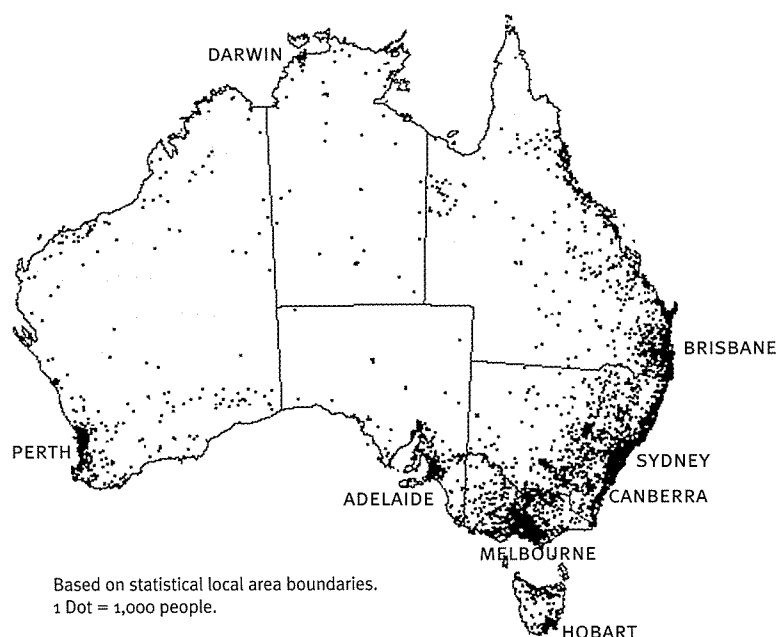 DARWIN
BRISBANE
PERTH
SYDNEY
ADELAIDE
CANBERRA
MELBOURNE
Based on statistical local area boundaries.
1 Dot = 1,000 people.
HOBART